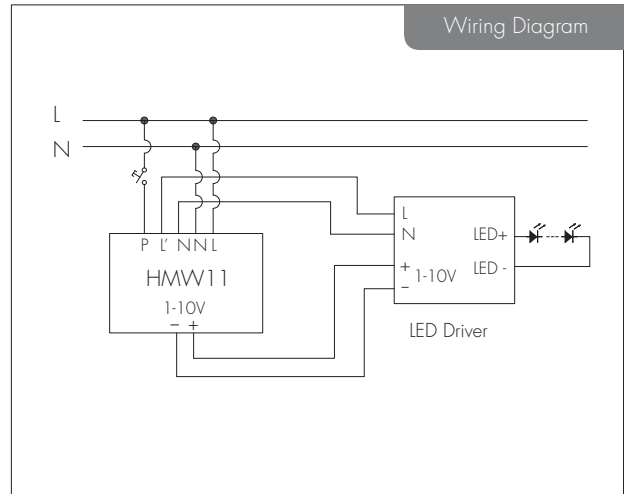 Wiring Diagram
L
N
P L' N N L
HMW11
1-10V
− +
L
N
+
−
1-10V
LED+
LED -
LED Driver